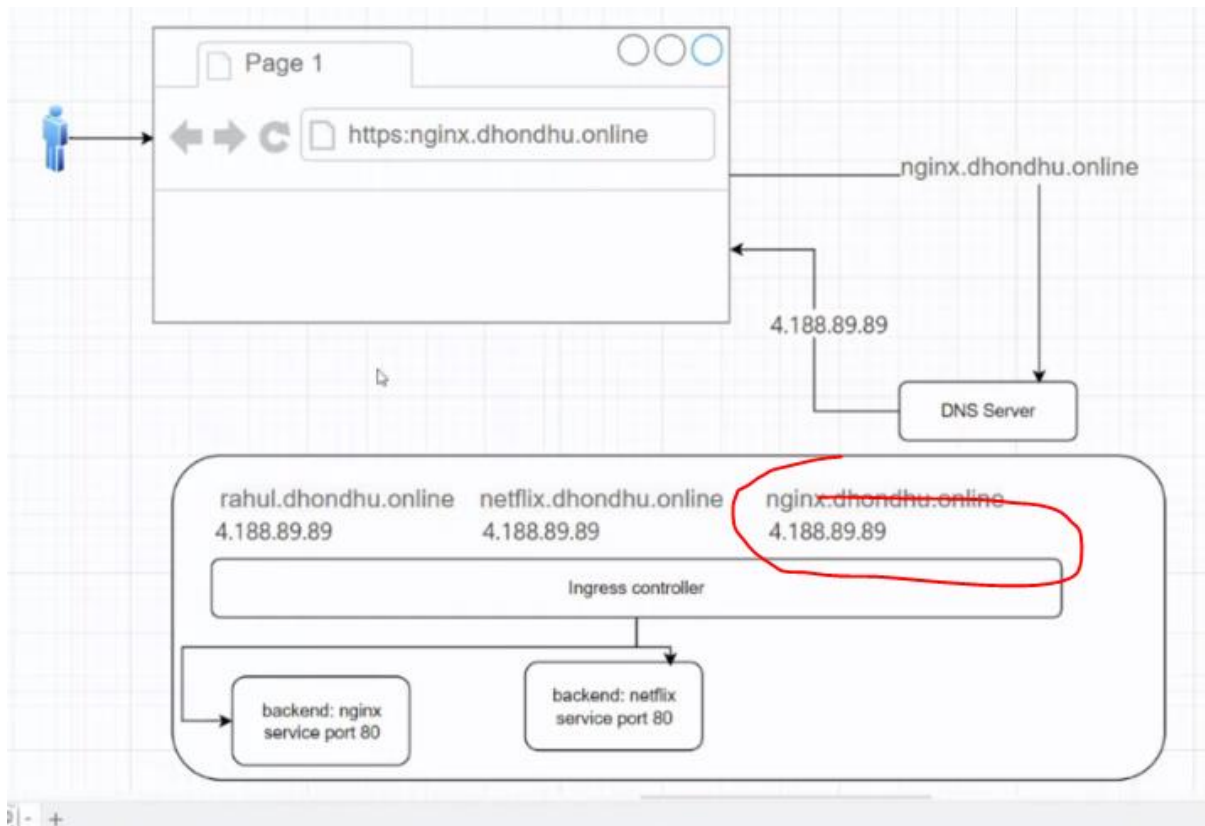 Page 1
https:nginx.dhondhu.online
nginx.dhondhu.online
4.188.89.89
DNS Server
rahul.dhondhu.online netflix.dhondhu.online nginx.dhondhu.online
4.188.89.89 4.188.89.89 4.188.89.89
Ingress controller
backend: nginx
service port 80
backend: netflix
service port 80